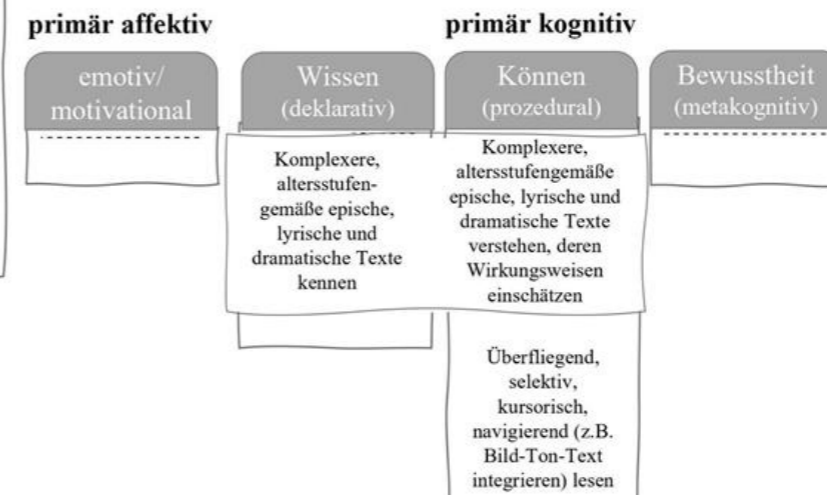 primär affektiv
primär kognitiv
emotiv/
motivational
Wissen
(deklarativ)
Können
(prozedural)
Bewusstheit
(metakognitiv)
Komplexere,
altersstufen-
gemäße epische,
lyrische und
dramatische Texte
kennen
Komplexere,
altersstufengemäße
epische, lyrische und
dramatische Texte
verstehen, deren
Wirkungsweisen
einschätzen
Überfliegend,
selektiv,
kursorisch,
navigierend (z.B.
Bild-Ton-Text
integrieren) lesen